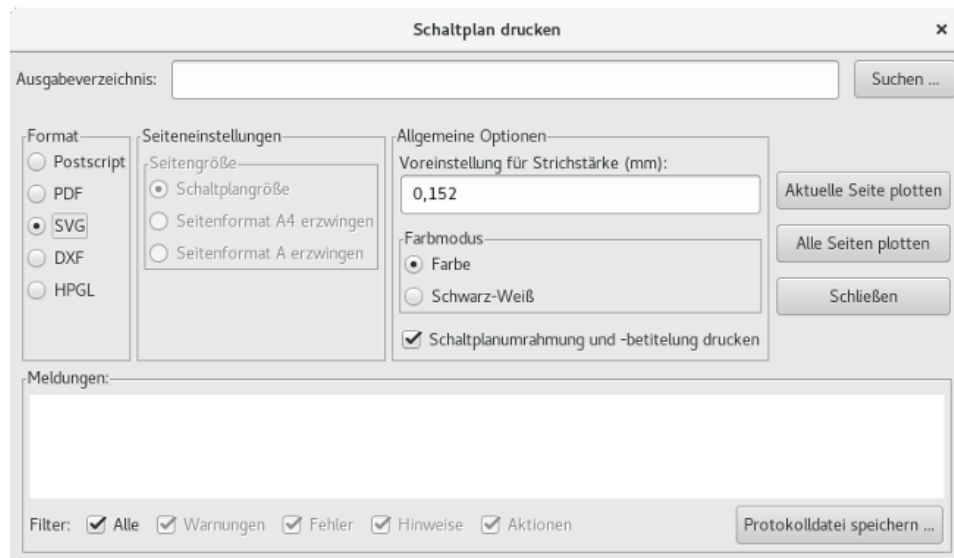 Schaltplan drucken
Ausgabeverzeichnis:
Suchen ...
Format
Postscript
PDF
SVG
DXF
HPGL
Seiteneinstellungen
Seitengröße
Schaltplangröße
Seitenformat A4 erzwingen
Seitenformat A erzwingen
Allgemeine Optionen
Voreinstellung für Strichstärke (mm):
0,152
Farbmodus
Farbe
Schwarz-Weiß
Schaltplanumrahmung und -betitelung drucken
Aktuelle Seite plotten
Alle Seiten plotten
Schließen
Meldungen:
Filter: Alle Warnungen Fehler Hinweise Aktionen
Protokolldatei speichern ...